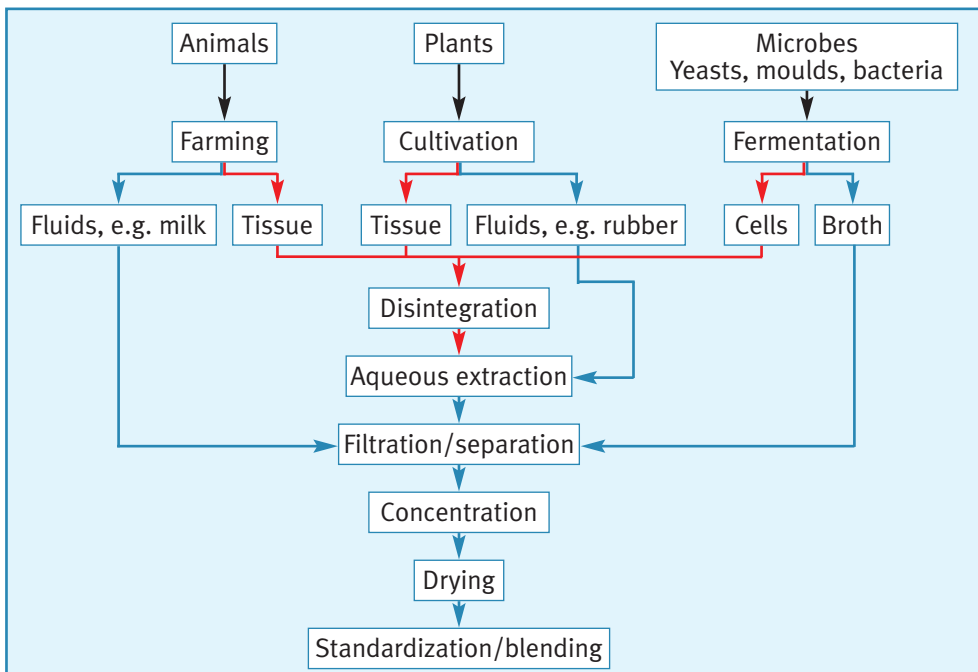 Animals
Plants
Microbes
Yeasts, moulds, bacteria
Farming
Cultivation
Fermentation
Fluids, e.g. milk
Tissue
Tissue
Fluids, e.g. rubber
Cells
Broth
Disintegration
Aqueous extraction
Filtration/separation
Concentration
Drying
Standardization/blending